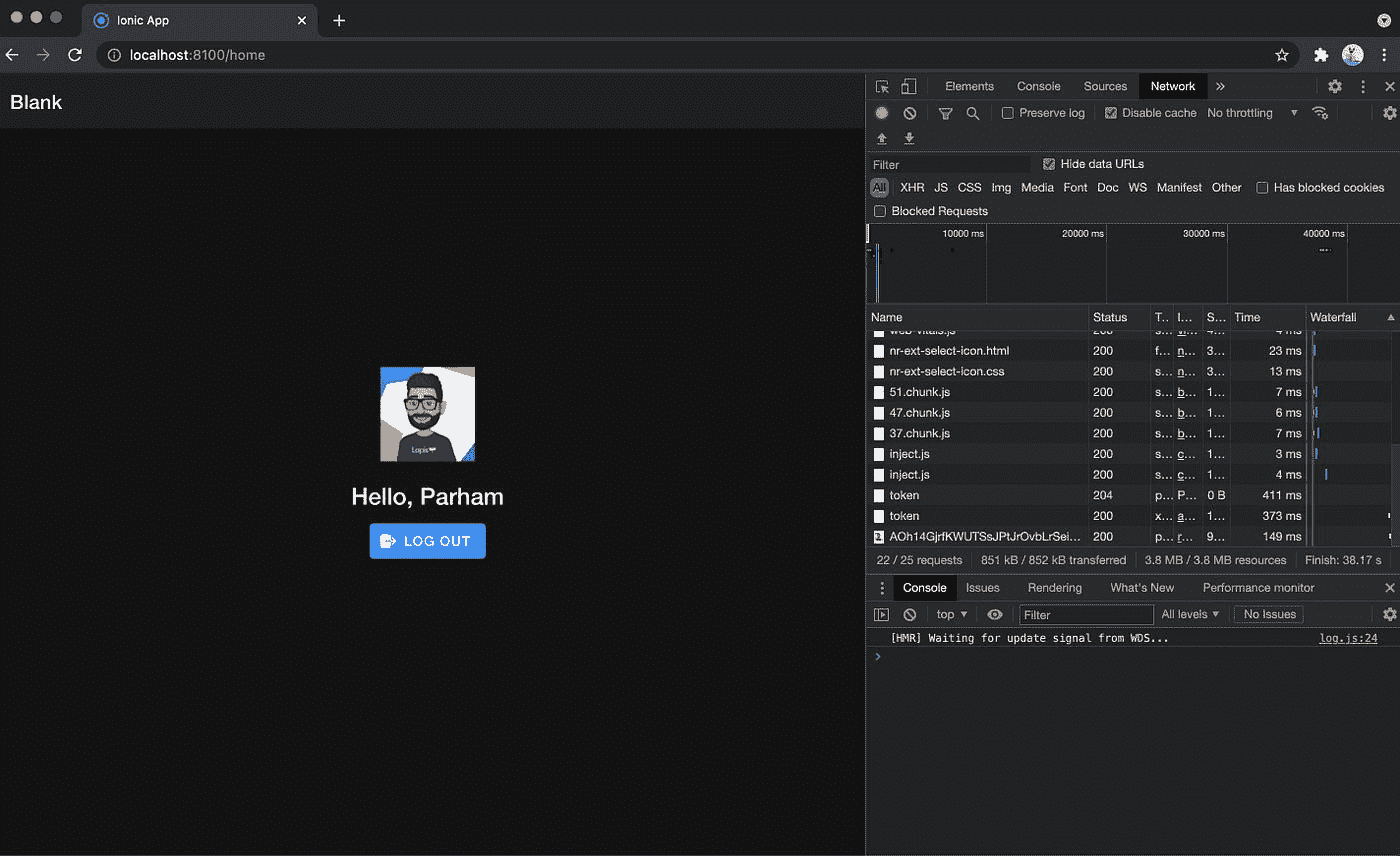 Ionic App
localhost:8100/home
Blank
Hello, Parham
LOG OUT
Elements Console Sources Network
Preserve log Disable cache No throttling
Filter Hide data URLs
All XHR JS CSS Img Media Font Doc WS Manifest Other Has blocked cookies
Blocked Requests
10000 ms 20000 ms 30000 ms 40000 ms
Name Status T.. I... S... Time Waterfall
web-vitals.js 200 s... vi... 4... 4 ms
nr-ext-select-icon.html 200 f... n... 3... 23 ms
nr-ext-select-icon.css 200 s... n... 3... 13 ms
51.chunk.js 200 s... b... 1... 7 ms
47.chunk.js 200 s... b... 1... 6 ms
37.chunk.js 200 s... b... 1... 7 ms
inject.js 200 s... c... 1... 3 ms
inject.js 200 s... c... 1... 4 ms
token 204 p... P... 0 B 411 ms
token 200 x... a... 1... 373 ms
200 p... r... 9... 149 ms
22 / 25 requests 851 kB / 852 kB transferred 3.8 MB / 3.8 MB resources Finish: 38.17 s
Console Issues Rendering What's New Performance monitor
top Filter All levels No Issues
[HMR] Waiting for update signal from WDS... log.js:24